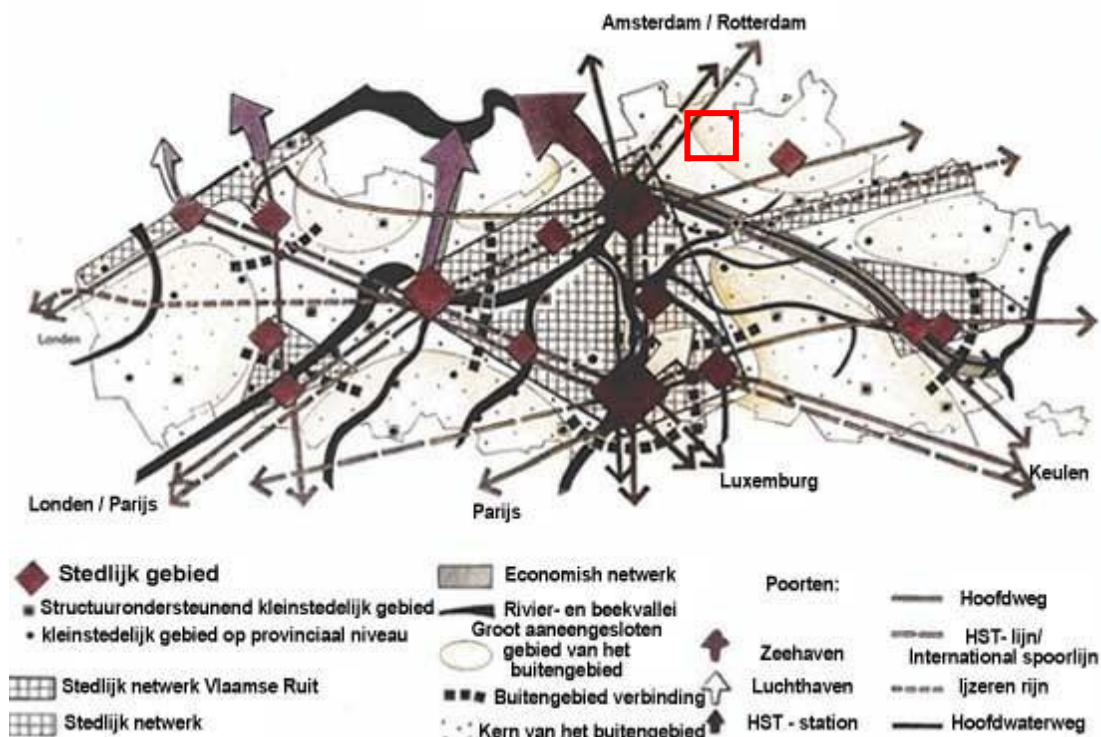 Amsterdam / Rotterdam
Londen
Londen / Parijs
Parijs
Luxemburg
Keulen
Stedlijk gebied
Structuurondersteunend kleinstedelijk gebied
kleinstedelijk gebied op provinciaal niveau
Stedlijk netwerk Vlaamse Ruit
Stedlijk netwerk
Economish netwerk
Rivier- en beekvallei
Groot aaneengesloten
gebied van het
buitengebied
Buitengebied verbinding
Kern van het buitengebied
Poorten:
Zeehaven
Luchthaven
HST - station
Hoofdweg
HST- lijn/
International spoorlijn
Ijzeren rijn
Hoofdwaterweg